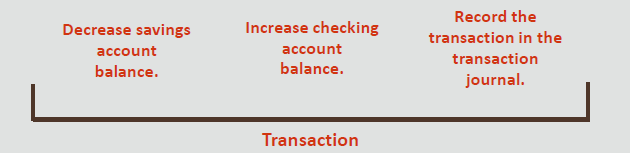 Decrease savings
account
balance.
Increase checking
account
balance.
Record the
transaction in the
transaction
journal.
Transaction